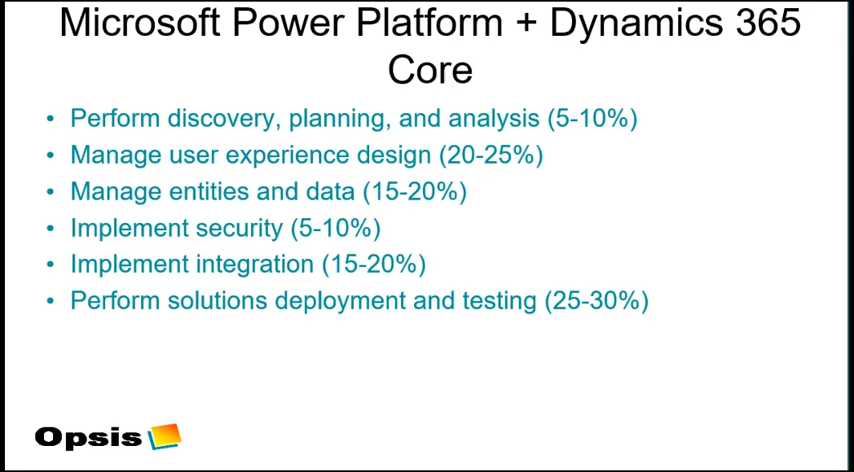 Microsoft Power Platform + Dynamics 365
Core
• Perform discovery, planning, and analysis (5-10%)
• Manage user experience design (20-25%)
• Manage entities and data (15-20%)
• Implement security (5-10%)
• Implement integration (15-20%)
• Perform solutions deployment and testing (25-30%)
Opsis